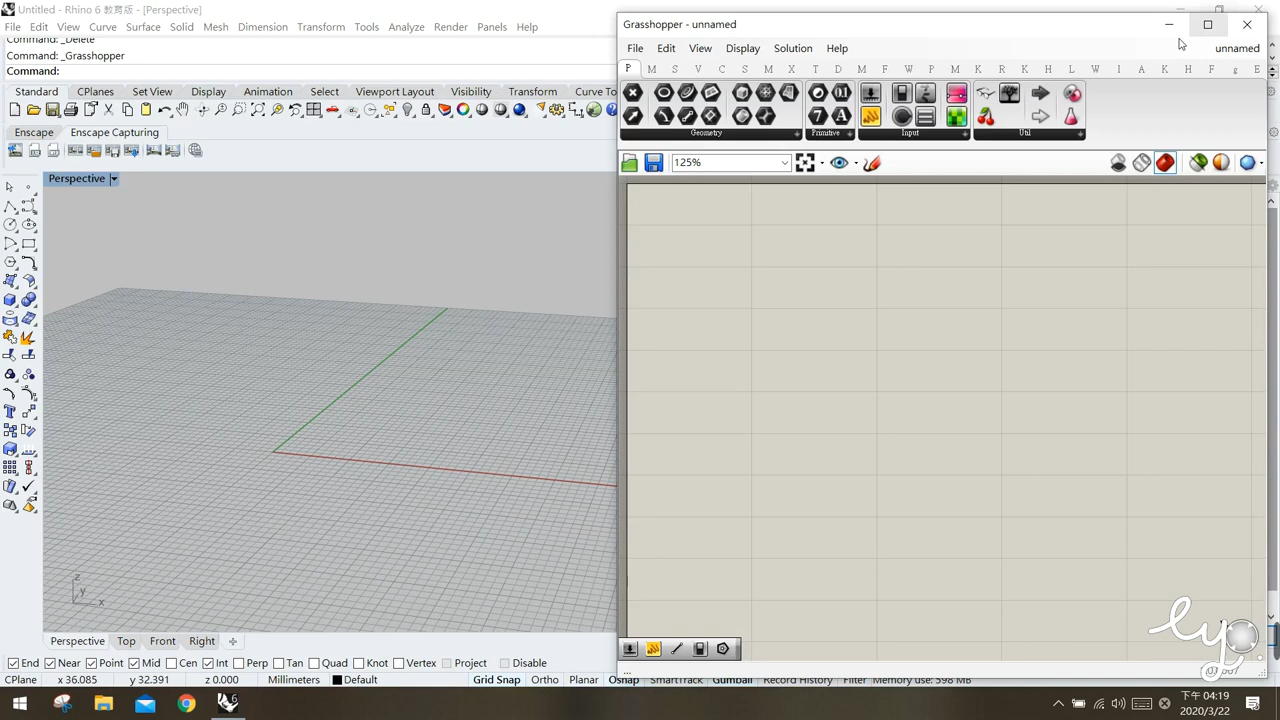 Untitled - Rhino 6 教育版 - [Perspective]
File Edit View Curve Surface Solid Mesh Dimension Transform Tools Analyze Render Panels Help
Command: _Delete
Command: _Grasshopper
Command:
Standard CPlanes Set View Display Animation Select Viewport Layout Visibility Transform Curve To
Enscape Enscape Capturing
Perspective
z
y
x
Perspective Top Front Right
End Near Point Mid Cen Int Perp Tan Quad Knot Vertex Project Disable
CPlane x 36.085 y 32.391 z 0.000 Millimeters Default Grid Snap Ortho Planar Osnap SmartTrack Gumball Record History Filter Memory use: 598 MB
Grasshopper - unnamed
File Edit View Display Solution Help unnamed
P M S V C S M X T D M F W P M K R K B K H L W I A K H F g E
Geometry Primitive Input Util
125%
...
ly
下午 04:19
2020/3/22